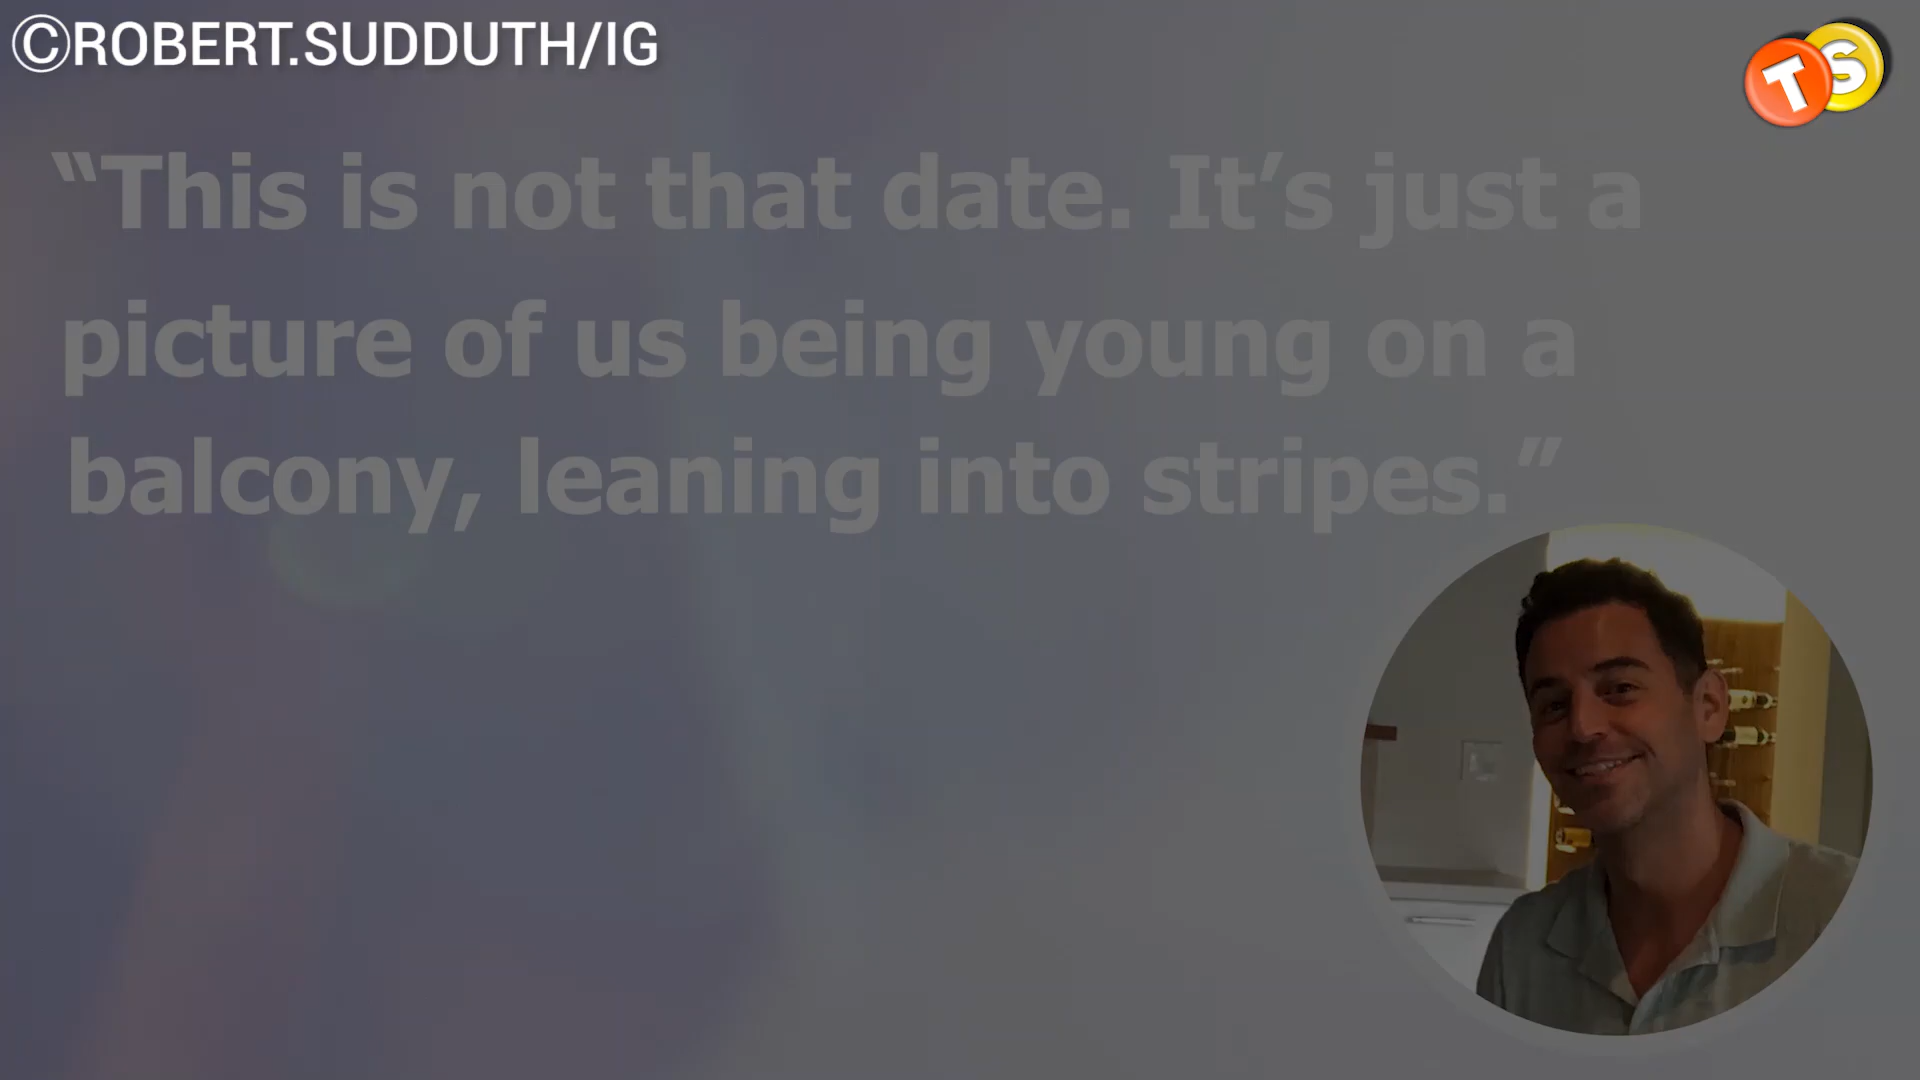 ©ROBERT.SUDDUTH/IG
TS
“This is not that date. It’s just a
picture of us being young on a
balcony, leaning into stripes.”